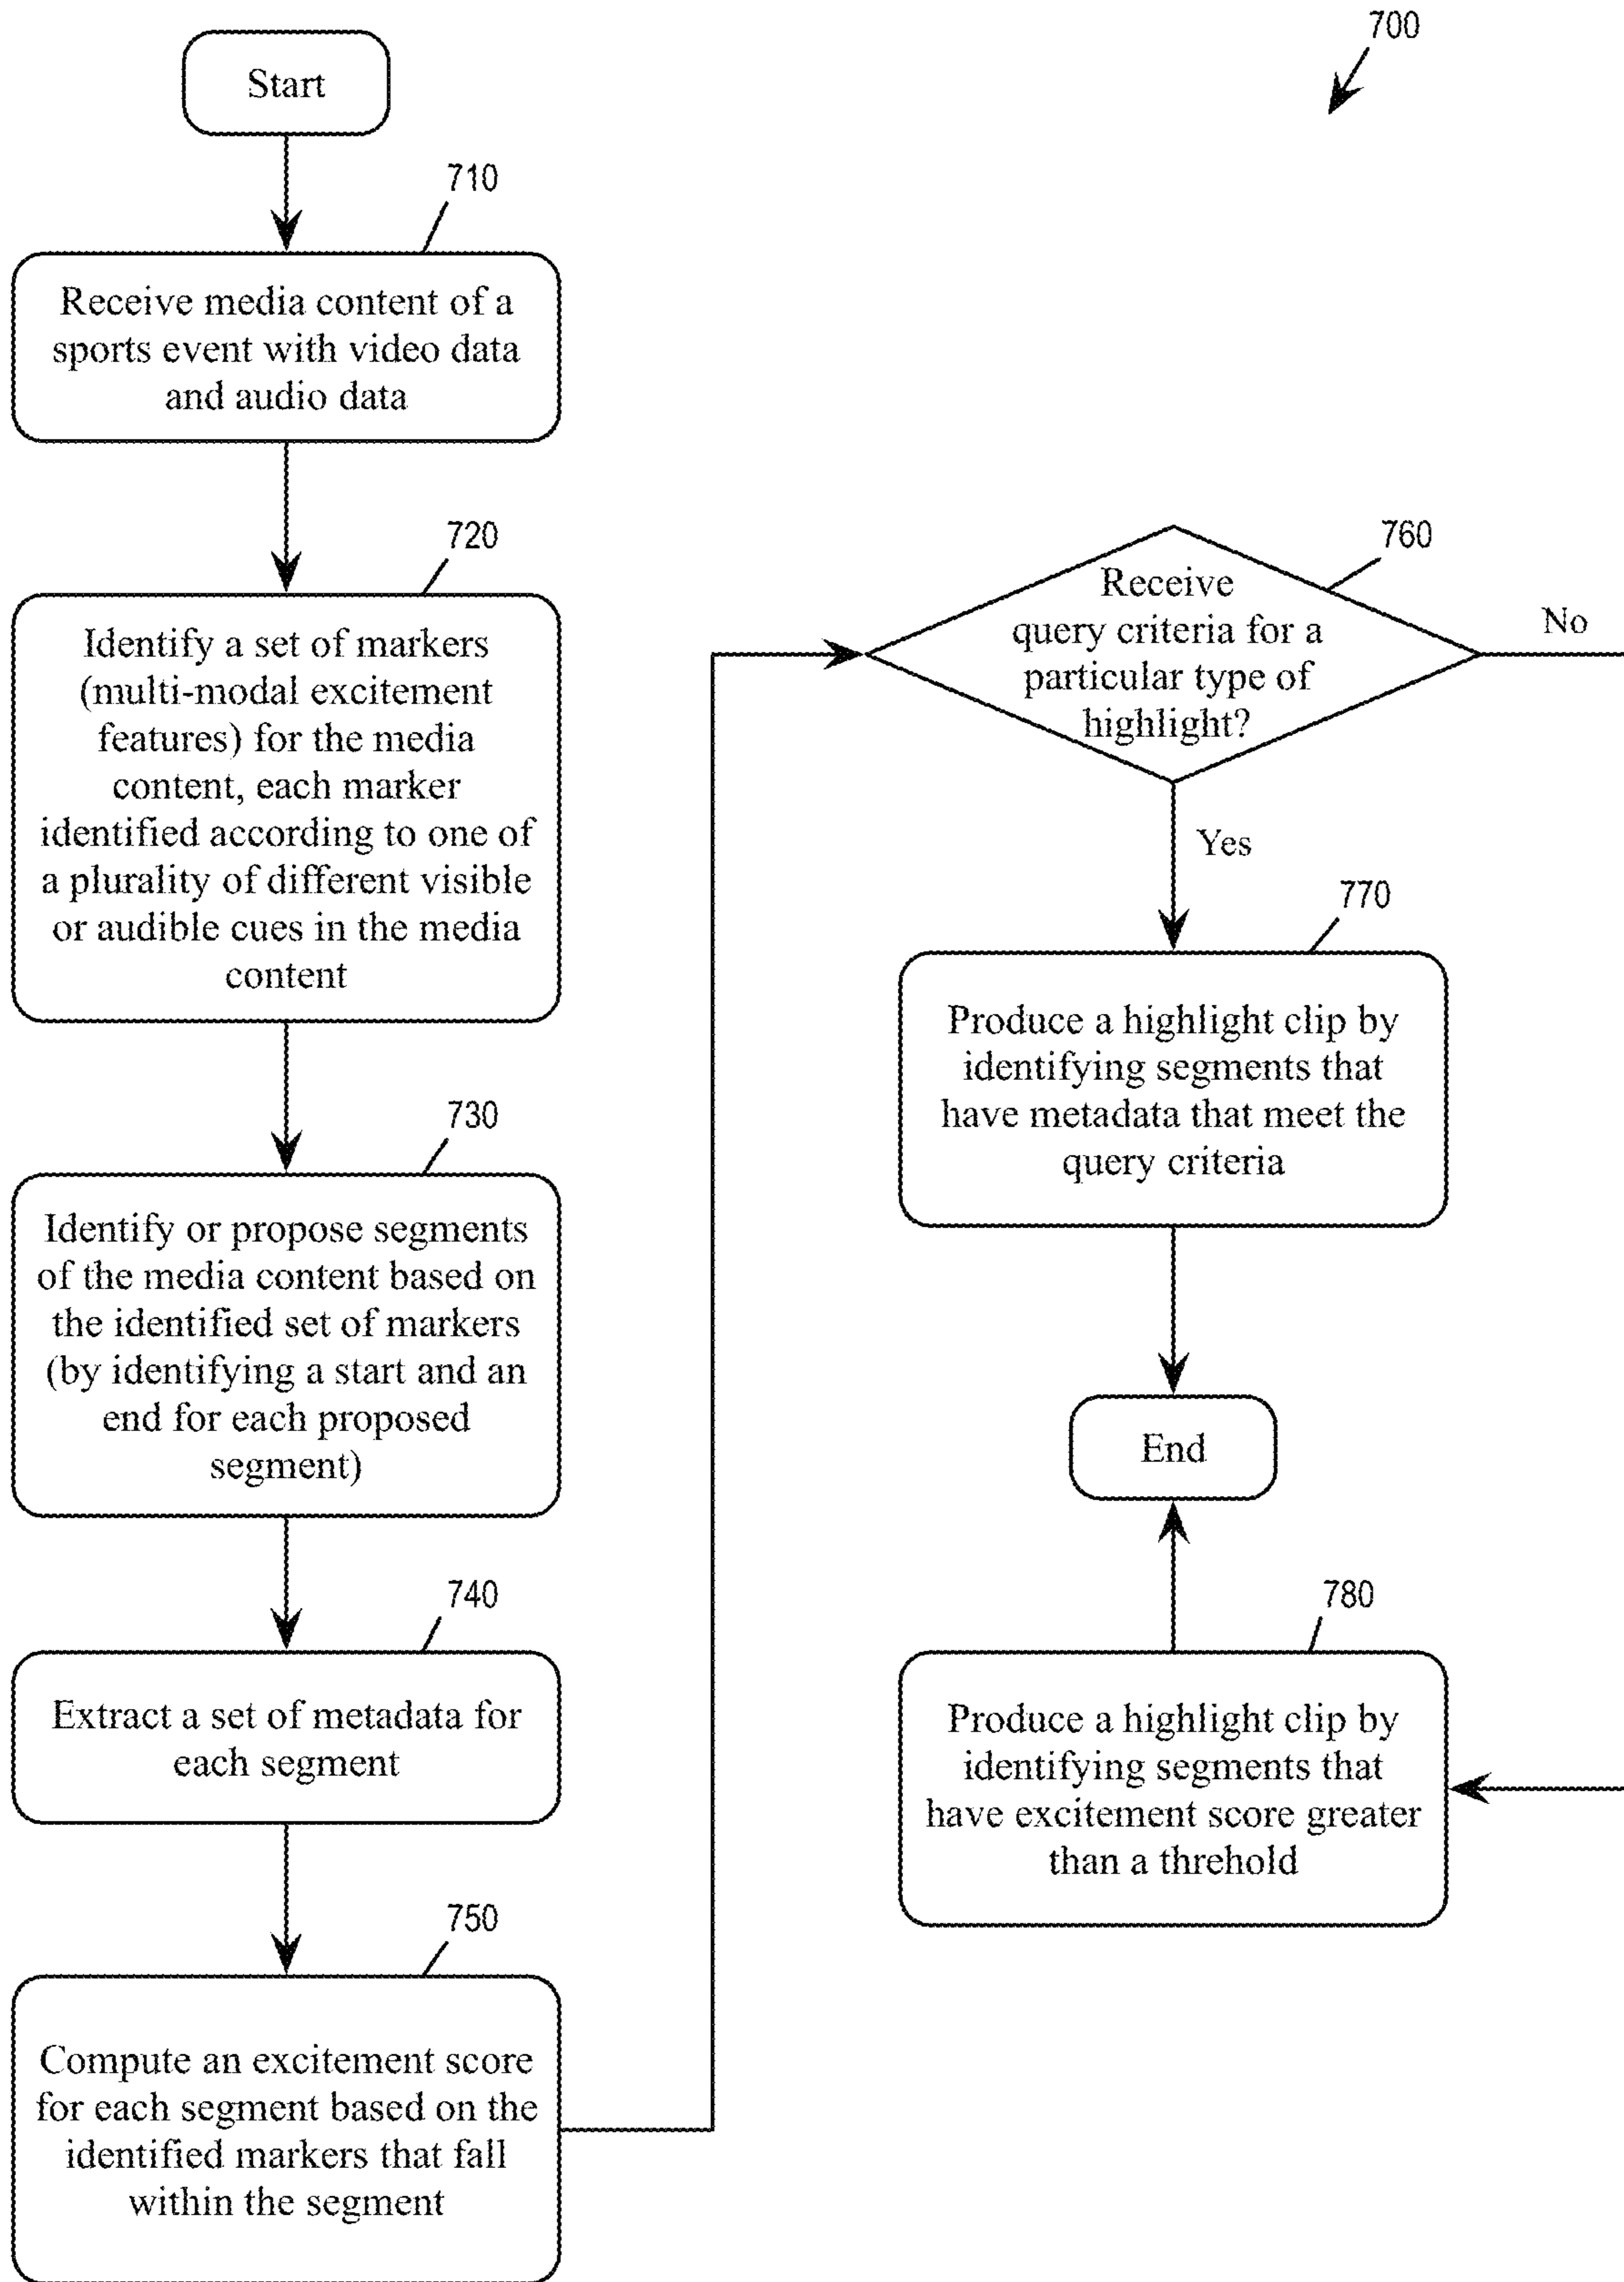 700
Start
710
Receive media content of a
sports event with video data
and audio data
720
Identify a set of markers
(multi-modal excitement
features) for the media
content, each marker
identified according to one of
a plurality of different visible
or audible cues in the media
content
730
Identify or propose segments
of the media content based on
the identified set of markers
(by identifying a start and an
end for each proposed
segment)
740
Extract a set of metadata for
each segment
750
Compute an excitement score
for each segment based on the
identified markers that fall
within the segment
760
Receive
query criteria for a
particular type of
highlight?
No
Yes
770
Produce a highlight clip by
identifying segments that
have metadata that meet the
query criteria
End
780
Produce a highlight clip by
identifying segments that
have excitement score greater
than a threhold